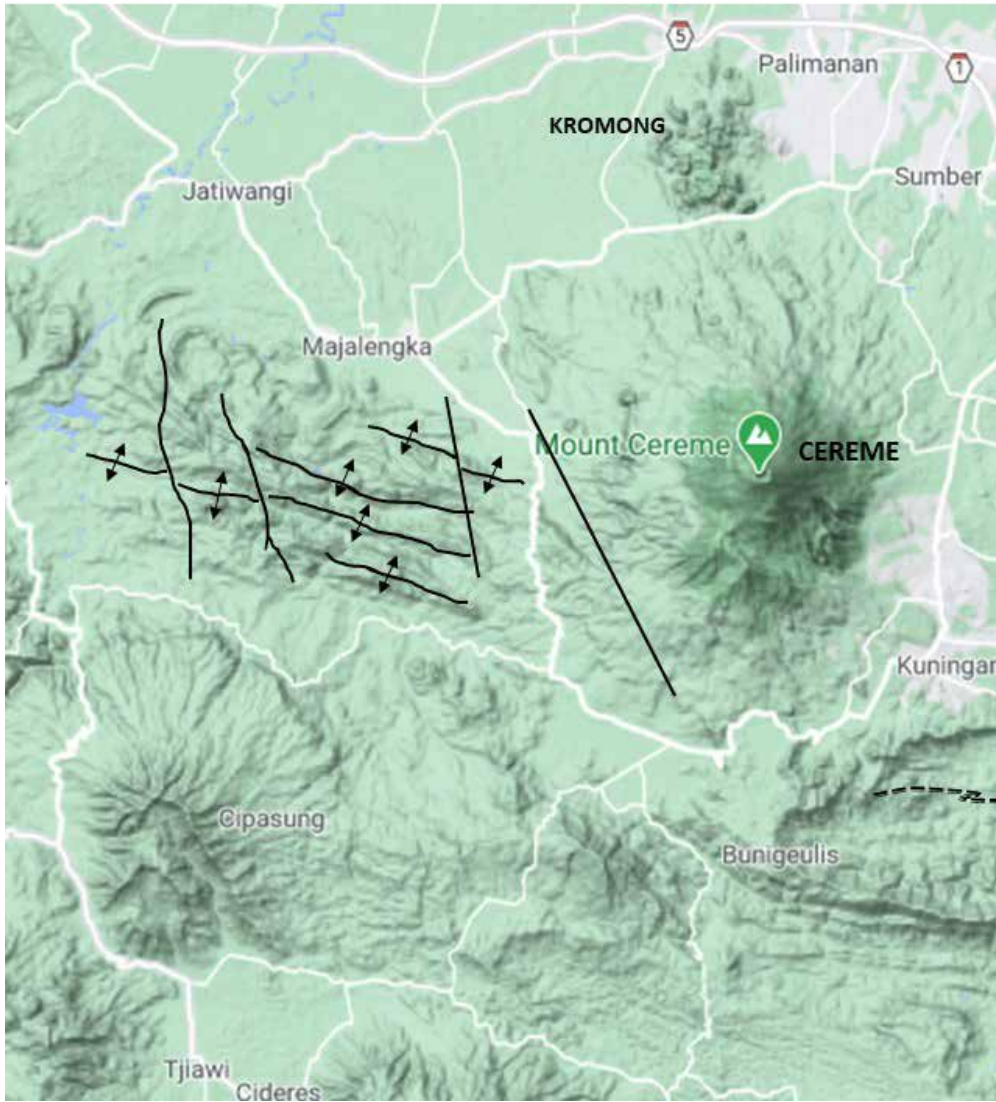 5
Palimanan
1
KROMONG
Jatiwangi
Sumber
Majalengka
Mount Cereme
CEREME
Kuningan
Cipasung
Bunigeulis
Tjiawi
Cideres